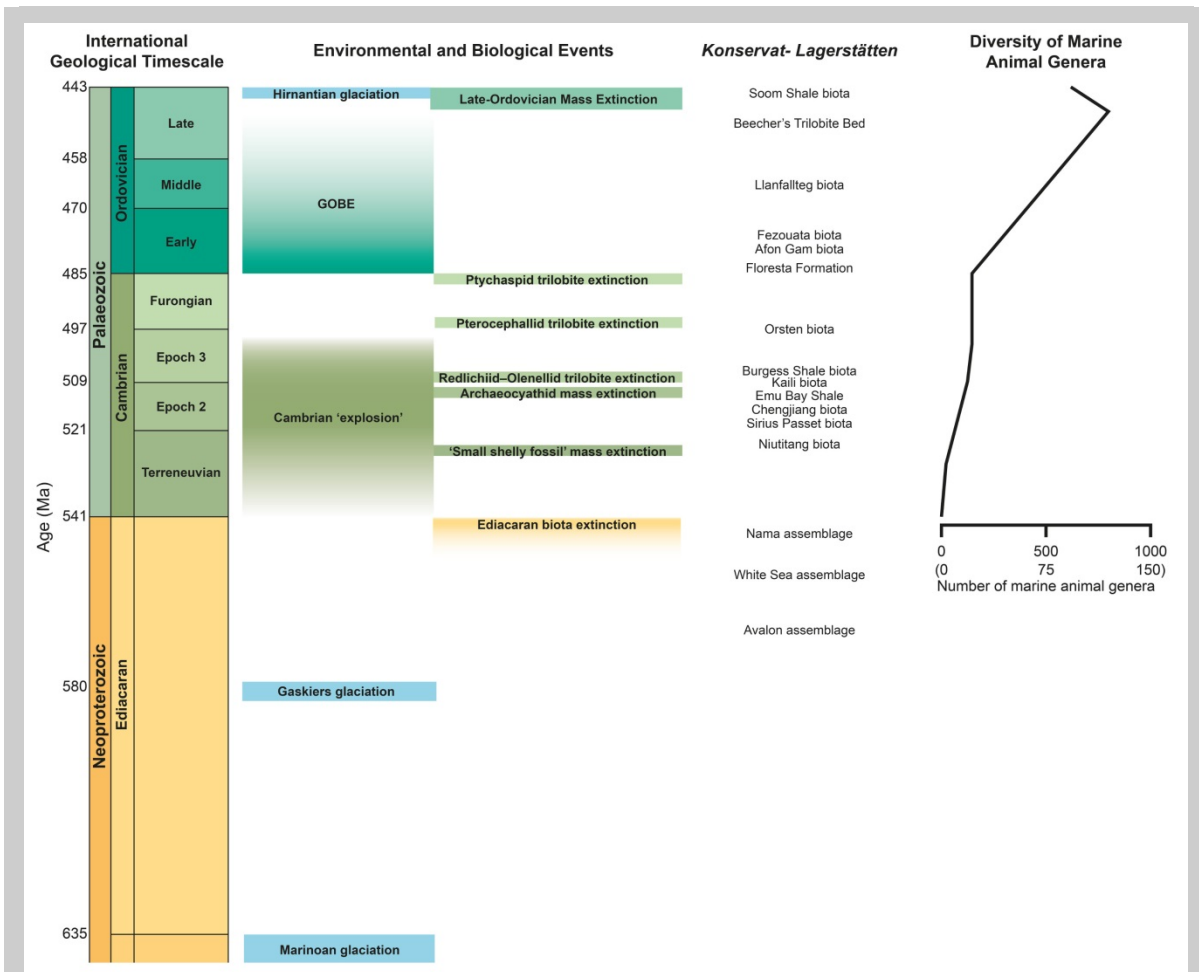 International
Geological Timescale
Environmental and Biological Events
Konservat- Lagerstätten
Diversity of Marine
Animal Genera
443
Hirnantian glaciation
Late-Ordovician Mass Extinction
Soom Shale biota
Late
Beecher's Trilobite Bed
458
Middle
Llanfallteg biota
Ordovician
GOBE
470
Early
Fezouata biota
Afon Gam biota
485
Floresta Formation
Ptychaspid trilobite extinction
Palaeozoic
Furongian
497
Pterocephallid trilobite extinction
Orsten biota
Epoch 3
Cambrian
Burgess Shale biota
509
Redlichiid–Olenellid trilobite extinction
Kaili biota
Archaeocyathid mass extinction
Emu Bay Shale
Epoch 2
Cambrian ‘explosion’
Chengjiang biota
Sirius Passet biota
521
‘Small shelly fossil’ mass extinction
Niutitang biota
Terreneuvian
541
Age (Ma)
Ediacaran biota extinction
Nama assemblage
0 500 1000
(0 75 150)
Number of marine animal genera
White Sea assemblage
Avalon assemblage
Neoproterozoic
Ediacaran
580
Gaskiers glaciation
635
Marinoan glaciation